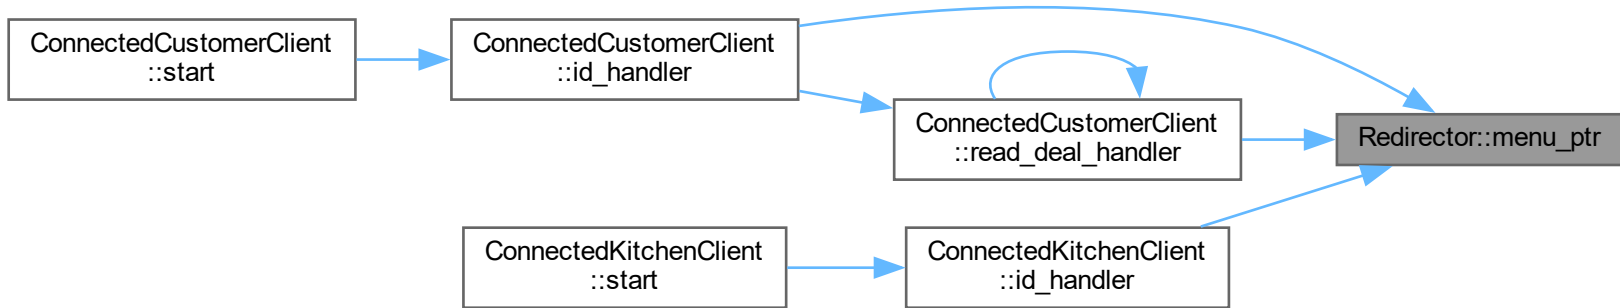 ConnectedCustomerClient
::start
ConnectedCustomerClient
::id_handler
ConnectedCustomerClient
::read_deal_handler
Redirector::menu_ptr
ConnectedKitchenClient
::start
ConnectedKitchenClient
::id_handler